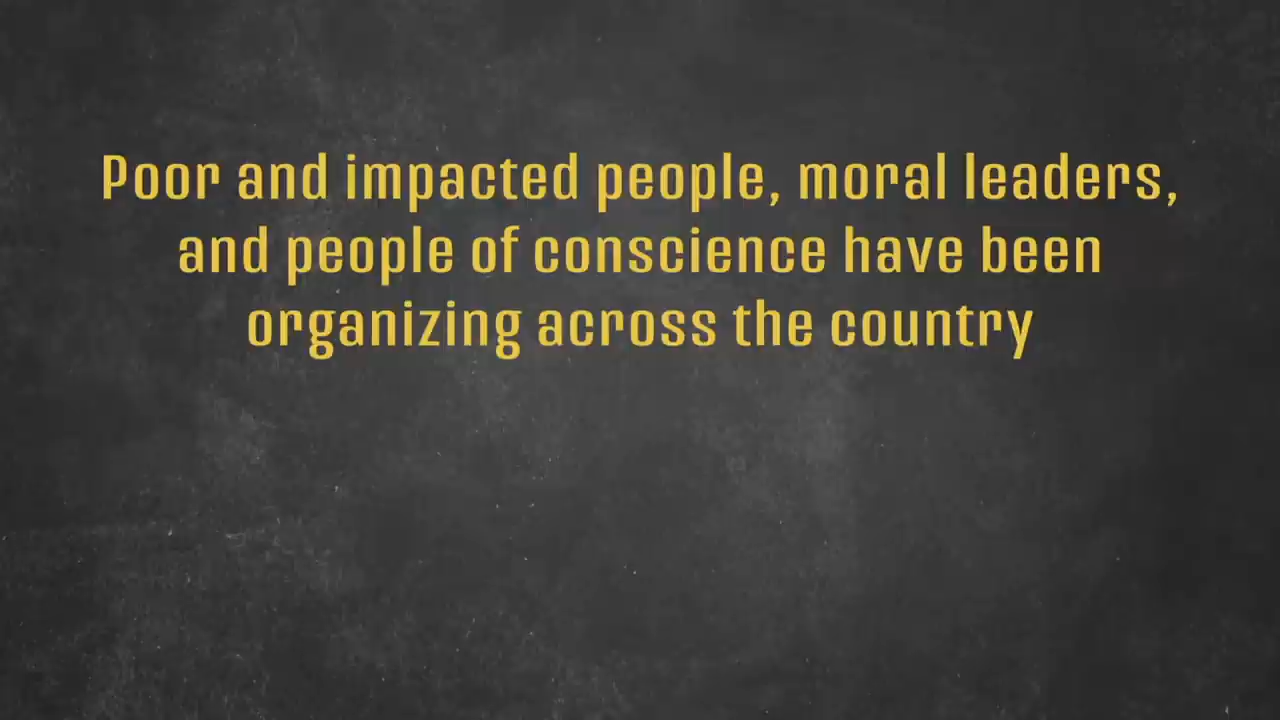 Poor and impacted people, moral leaders,
and people of conscience have been
organizing across the country